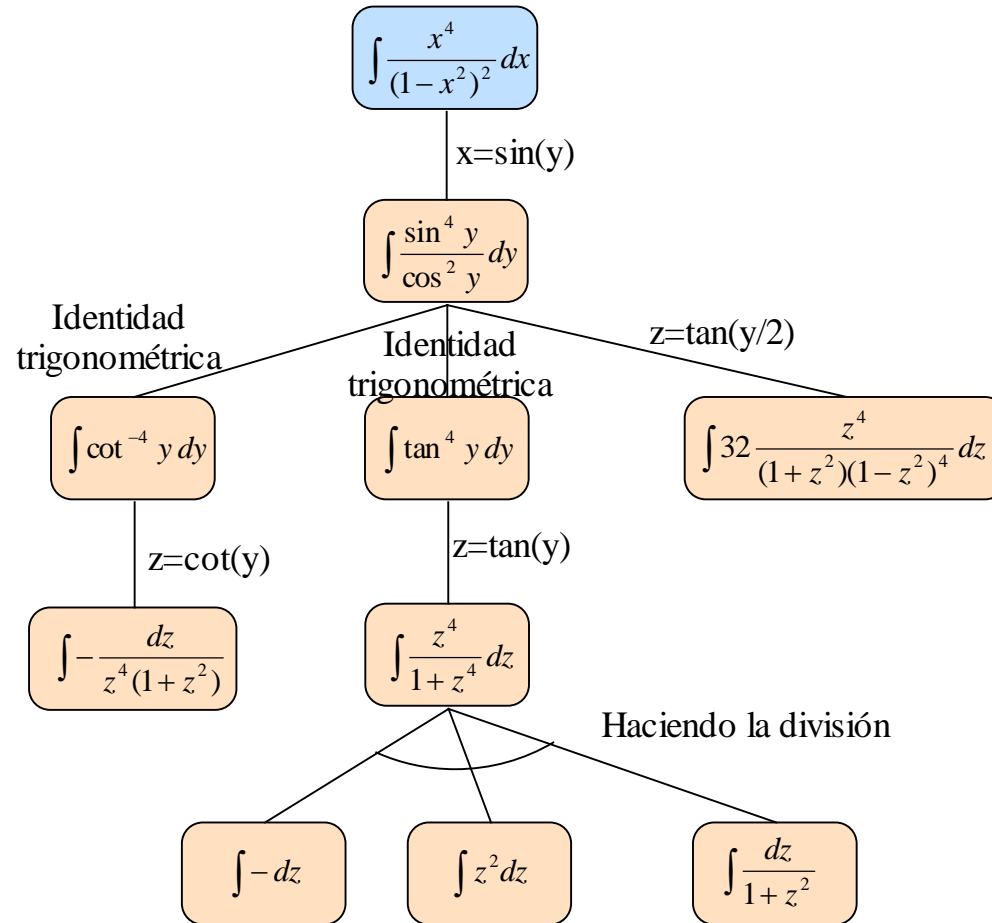 ∫ x⁴/(1−x²)² dx
x=sin(y)
∫ sin⁴ y/cos² y dy
Identidad
trigonométrica
Identidad
trigonométrica
z=tan(y/2)
∫ cot⁻⁴ y dy
∫ tan⁴ y dy
∫ 32 z⁴/((1+z²)(1−z²)⁴) dz
z=cot(y)
z=tan(y)
∫ − dz/(z⁴(1+z²))
∫ z⁴/(1+z⁴) dz
Haciendo la división
∫ − dz
∫ z² dz
∫ dz/(1+z²)